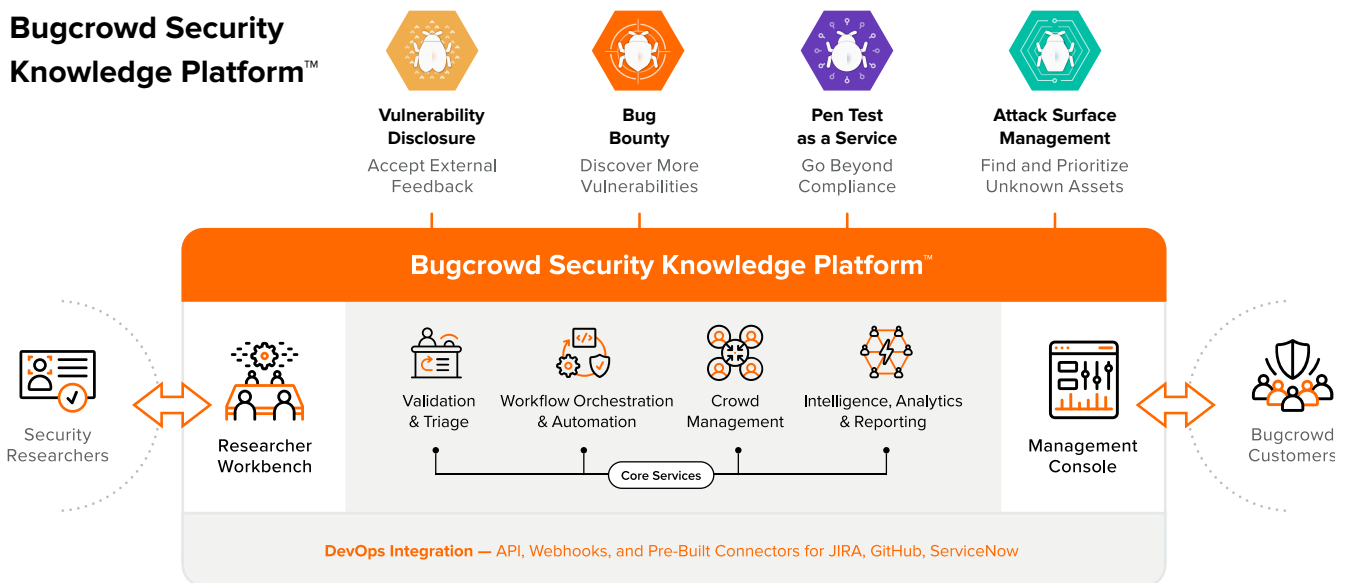 Bugcrowd Security
Knowledge Platform™
Vulnerability
Disclosure
Accept External
Feedback
Bug
Bounty
Discover More
Vulnerabilities
Pen Test
as a Service
Go Beyond
Compliance
Attack Surface
Management
Find and Prioritize
Unknown Assets
Bugcrowd Security Knowledge Platform™
Security
Researchers
Researcher
Workbench
</>
Validation
& Triage
Workflow Orchestration
& Automation
Crowd
Management
Intelligence, Analytics
& Reporting
Core Services
Management
Console
Bugcrowd
Customers
DevOps Integration — API, Webhooks, and Pre-Built Connectors for JIRA, GitHub, ServiceNow